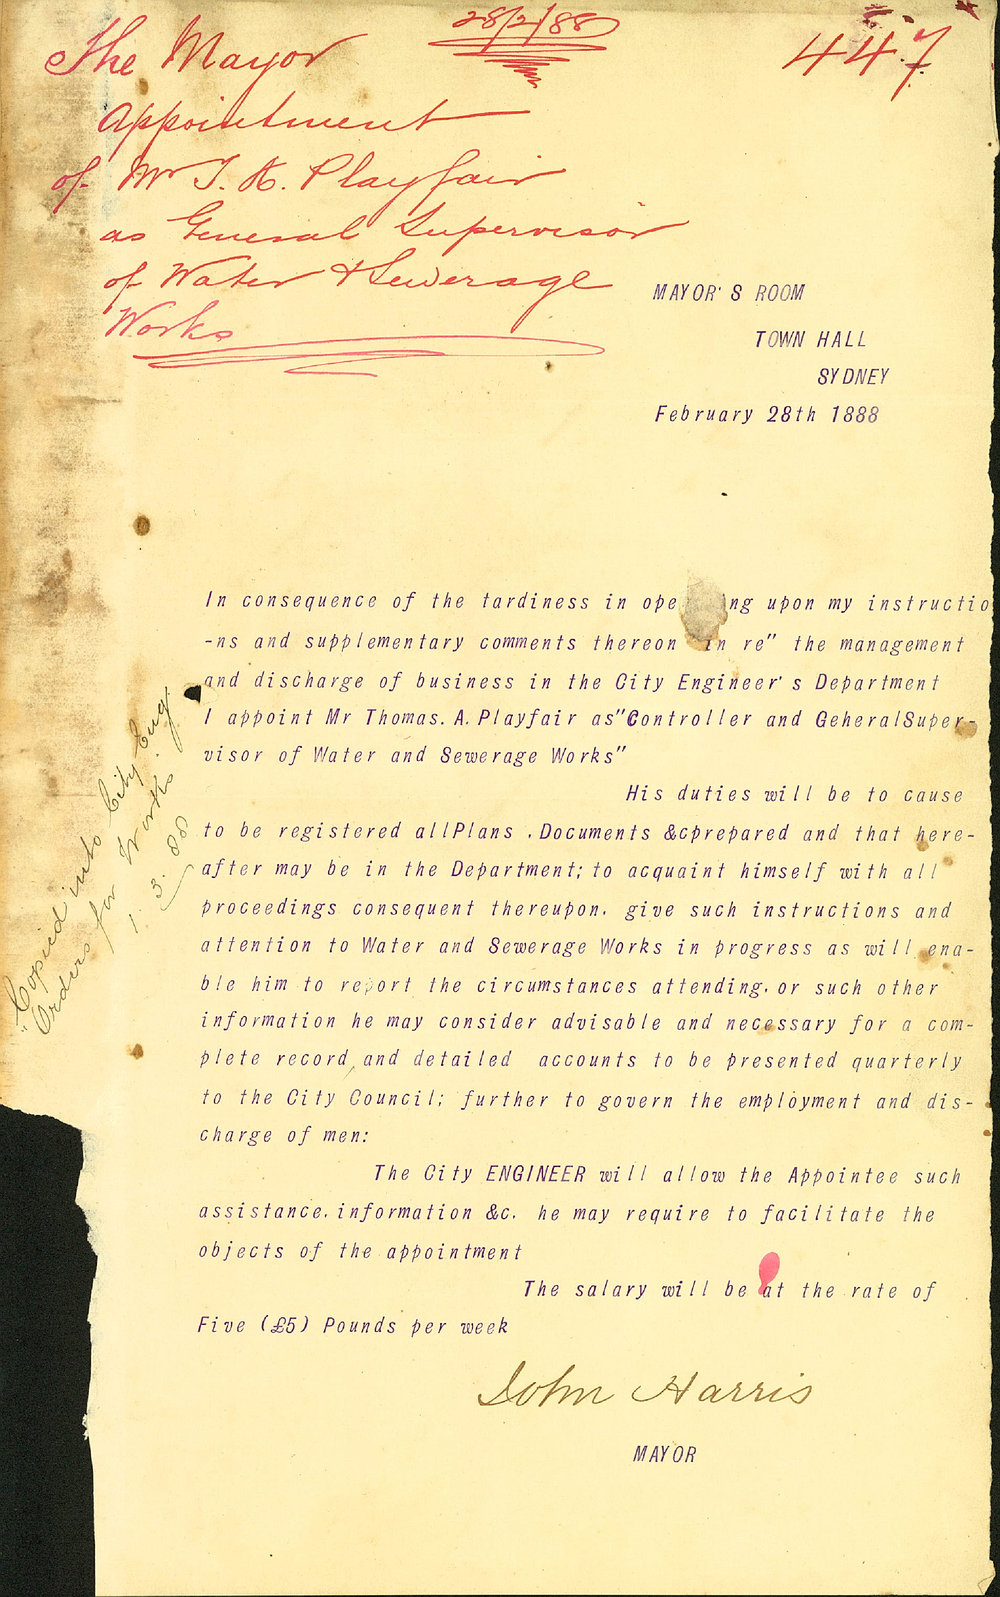 28/2/88
447
The Mayor
Appointment
of Mr T. A. Playfair
as General Supervisor
of Water & Sewerage
Works
MAYOR'S ROOM
TOWN HALL
SYDNEY
February 28th 1888
In consequence of the tardiness in ope ng upon my instructio
-ns and supplementary comments thereon in re" the management
and discharge of business in the City Engineer's Department
I appoint Mr Thomas. A. Playfair as"Controller and GeheralSuper-
visor of Water and Sewerage Works"
His duties will be to cause
to be registered allPlans , Documents &cprepared and that here-
after may be in the Department; to acquaint himself with all
proceedings consequent thereupon. give such instructions and
attention to Water and Sewerage Works in progress as will ena-
ble him to report the circumstances attending. or such other
information he may consider advisable and necessary for a com-
plete record, and detailed accounts to be presented quarterly
to the City Council; further to govern the employment and dis-
charge of men:
The City ENGINEER will allow the Appointee such
assistance. information &c. he may require to facilitate the
objects of the appointment
The salary will be at the rate of
Five (£5) Pounds per week
John Harris
MAYOR
"Copied into City Eng.
Orders for Works
1. 3. 88